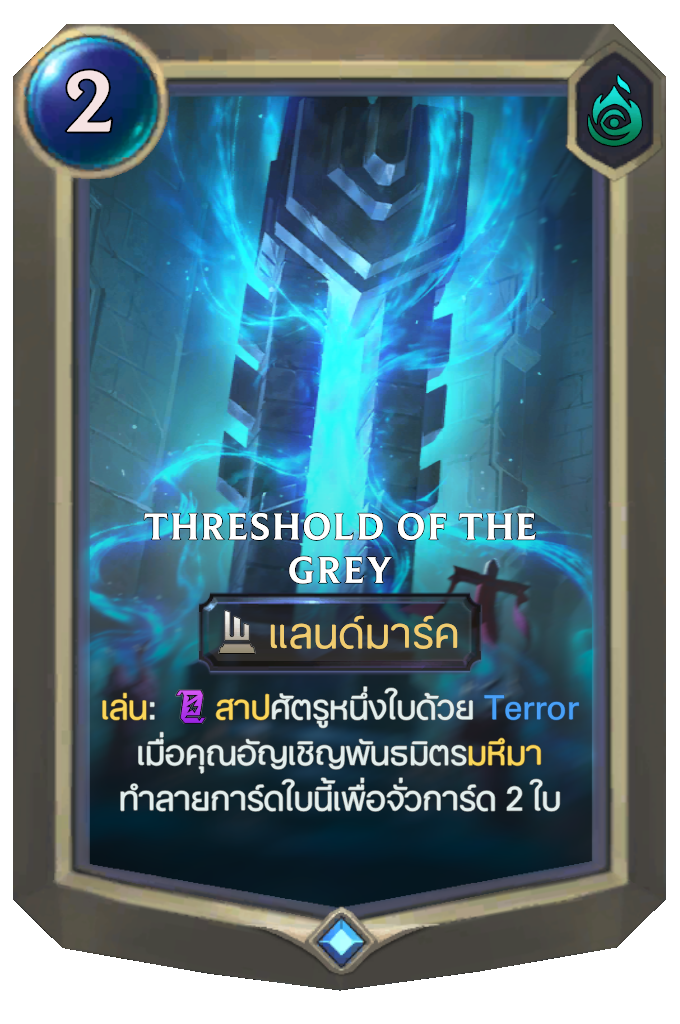 2
THRESHOLD OF THE
GREY
แลนด์มาร์ค
เล่น: สาปศัตรูหนึ่งใบด้วย Terror
เมื่อคุณอัญเชิญพันธมิตรมหึมา
ทำลายการ์ดใบนี้เพื่อจั่วการ์ด 2 ใบ